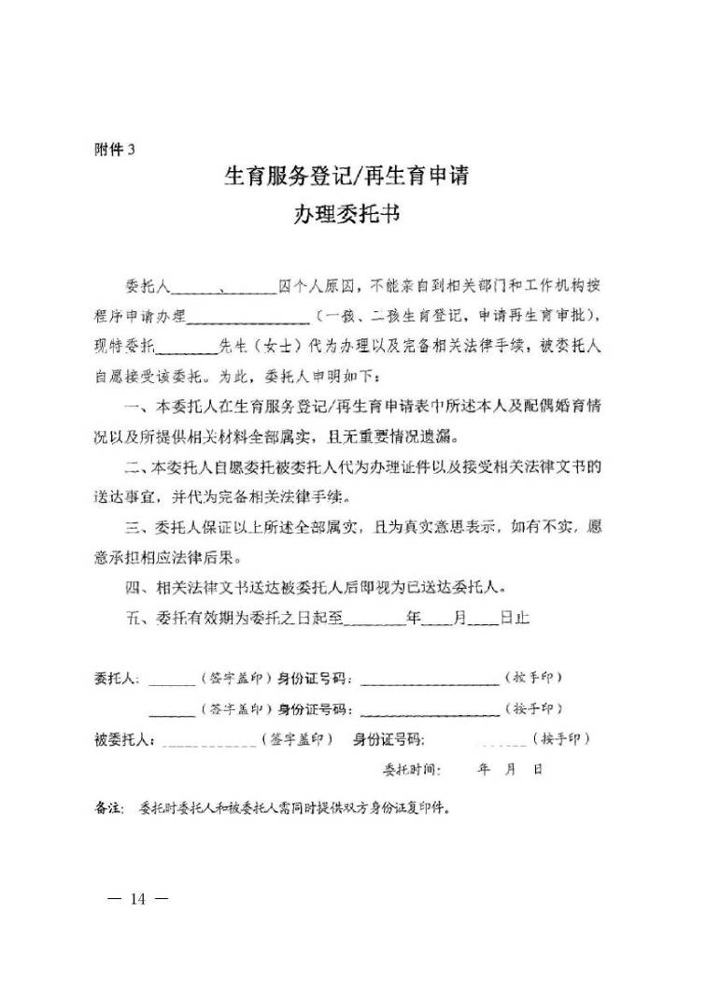 附件 3
生育服务登记/再生育申请
办理委托书
委托人______、______因个人原因，不能亲自到相关部门和工作机构按
程序申请办理________________（一孩、二孩生育登记，申请再生育审批），
现特委托________先生（女士）代为办理以及完备相关法律手续，被委托人
自愿接受该委托。为此，委托人申明如下：
一、本委托人在生育服务登记/再生育申请表中所述本人及配偶婚育情
况以及所提供相关材料全部属实，且无重要情况遗漏。
二、本委托人自愿委托被委托人代为办理证件以及接受相关法律文书的
送达事宜，并代为完备相关法律手续。
三、委托人保证以上所述全部属实，且为真实意思表示，如有不实，愿
意承担相应法律后果。
四、相关法律文书送达被委托人后即视为已送达委托人。
五、委托有效期为委托之日起至________年____月____日止
委托人：______（签字盖印）身份证号码：__________________（按手印）
______（签字盖印）身份证号码：__________________（按手印）
被委托人：____________（签字盖印） 身份证号码： ______（按手印）
委托时间： 年 月 日
备注： 委托时委托人和被委托人需同时提供双方身份证复印件。
— 14 —